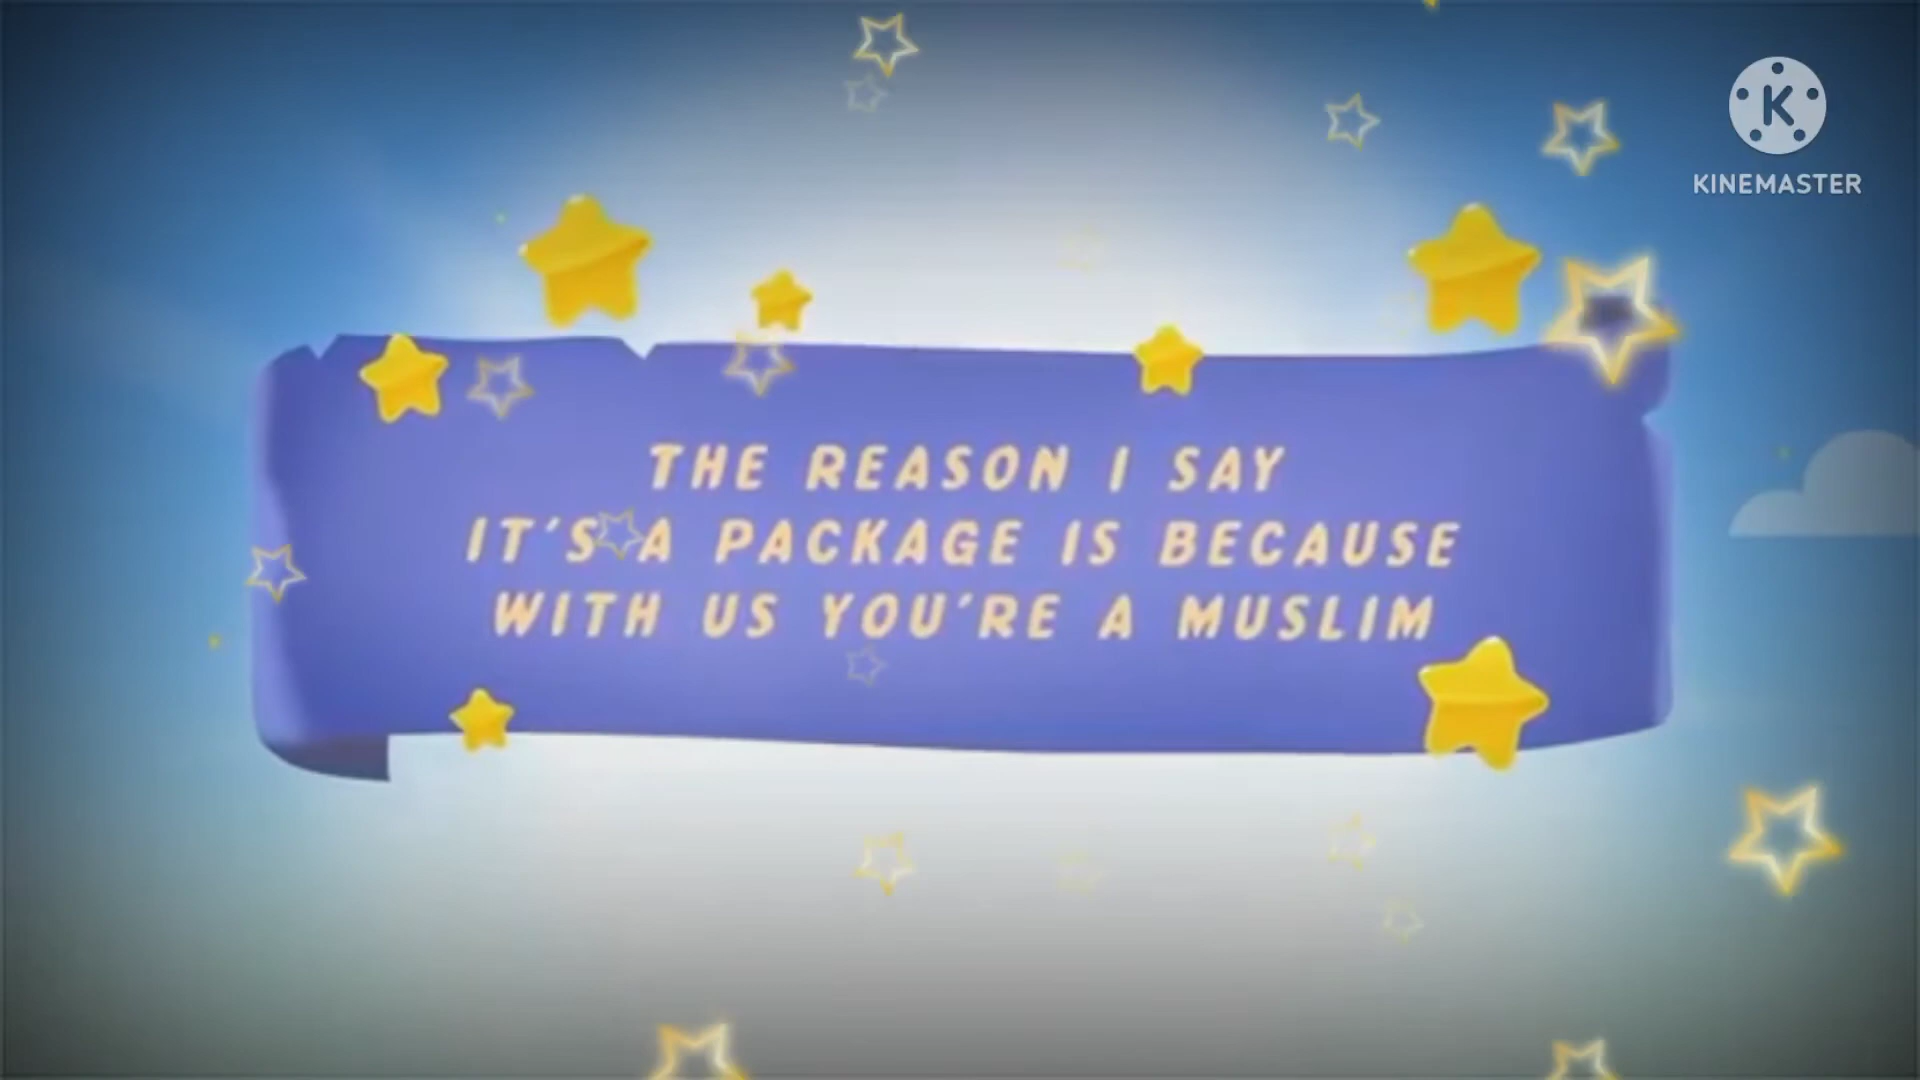 K
KINEMASTER
THE REASON I SAY
IT'S A PACKAGE IS BECAUSE
WITH US YOU'RE A MUSLIM